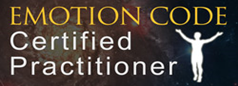 EMOTION CODE
Certified
Practitioner